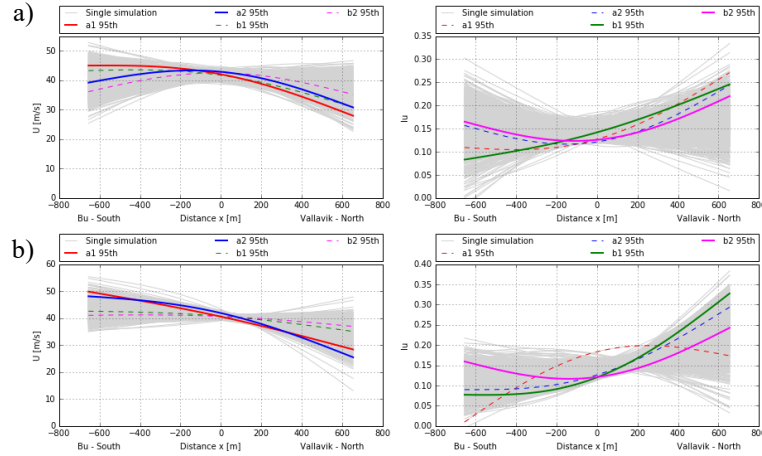 a)
Single simulation
a1 95th
a2 95th
b1 95th
b2 95th
U [m/s]
50
40
30
20
10
0
−800 −600 −400 −200 0 200 400 600 800
Bu - South Distance x [m] Vallavik - North
Single simulation
a1 95th
a2 95th
b1 95th
b2 95th
Iu
0.35
0.30
0.25
0.20
0.15
0.10
0.05
0.00
−800 −600 −400 −200 0 200 400 600 800
Bu - South Distance x [m] Vallavik - North
b)
Single simulation
a1 95th
a2 95th
b1 95th
b2 95th
U [m/s]
60
50
40
30
20
10
0
−800 −600 −400 −200 0 200 400 600 800
Bu - South Distance x [m] Vallavik - North
Single simulation
a1 95th
a2 95th
b1 95th
b2 95th
Iu
0.40
0.35
0.30
0.25
0.20
0.15
0.10
0.05
0.00
−800 −600 −400 −200 0 200 400 600 800
Bu - South Distance x [m] Vallavik - North